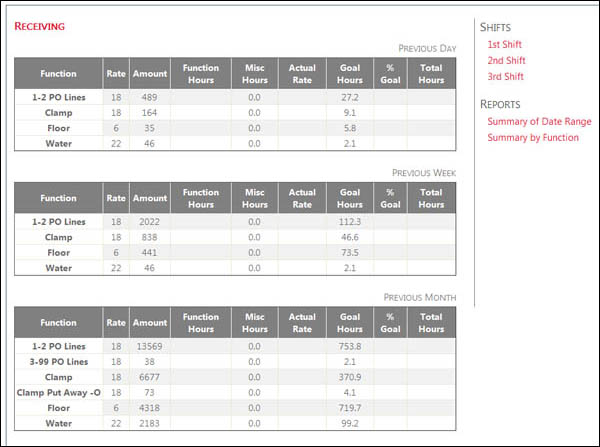 RECEIVING
PREVIOUS DAY
Function Rate Amount Function Hours Misc Hours Actual Rate Goal Hours % Goal Total Hours
1-2 PO Lines 18 489 0.0 27.2
Clamp 18 164 0.0 9.1
Floor 6 35 0.0 5.8
Water 22 46 0.0 2.1
PREVIOUS WEEK
Function Rate Amount Function Hours Misc Hours Actual Rate Goal Hours % Goal Total Hours
1-2 PO Lines 18 2022 0.0 112.3
Clamp 18 838 0.0 46.6
Floor 6 441 0.0 73.5
Water 22 46 0.0 2.1
PREVIOUS MONTH
Function Rate Amount Function Hours Misc Hours Actual Rate Goal Hours % Goal Total Hours
1-2 PO Lines 18 13569 0.0 753.8
3-99 PO Lines 18 38 0.0 2.1
Clamp 18 6677 0.0 370.9
Clamp Put Away -O 18 73 0.0 4.1
Floor 6 4318 0.0 719.7
Water 22 2183 0.0 99.2
SHIFTS
1st Shift
2nd Shift
3rd Shift
REPORTS
Summary of Date Range
Summary by Function